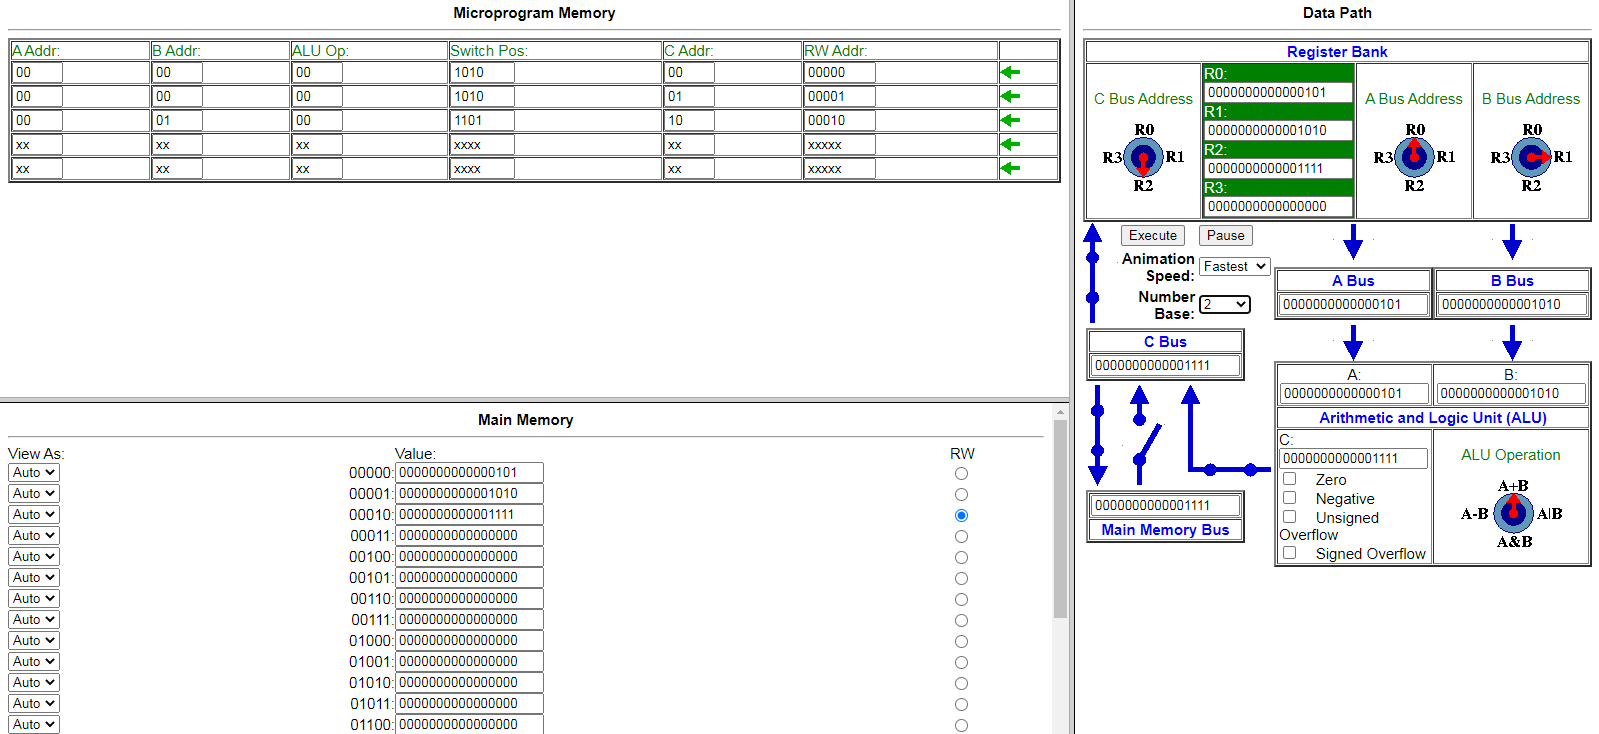 Microprogram Memory
A Addr: B Addr: ALU Op: Switch Pos: C Addr: RW Addr:
00 00 00 1010 00 00000
00 00 00 1010 01 00001
00 01 00 1101 10 00010
xx xx xx xxxx xx xxxxx
xx xx xx xxxx xx xxxxx
Main Memory
View As: Value: RW
Auto 00000: 0000000000000101
Auto 00001: 0000000000001010
Auto 00010: 0000000000001111
Auto 00011: 0000000000000000
Auto 00100: 0000000000000000
Auto 00101: 0000000000000000
Auto 00110: 0000000000000000
Auto 00111: 0000000000000000
Auto 01000: 0000000000000000
Auto 01001: 0000000000000000
Auto 01010: 0000000000000000
Auto 01011: 0000000000000000
Auto 01100: 0000000000000000
Data Path
Register Bank
C Bus Address
R0
R3 R1
R2
R0:
0000000000000101
R1:
0000000000001010
R2:
0000000000001111
R3:
0000000000000000
A Bus Address
R0
R3 R1
R2
B Bus Address
R0
R3 R1
R2
Execute Pause
Animation
Speed: Fastest
Number
Base: 2
A Bus
0000000000000101
B Bus
0000000000001010
C Bus
0000000000001111
0000000000001111
Main Memory Bus
A: B:
0000000000000101 0000000000001010
Arithmetic and Logic Unit (ALU)
C:
0000000000001111
Zero
Negative
Unsigned
Overflow
Signed Overflow
ALU Operation
A+B
A-B A|B
A&B